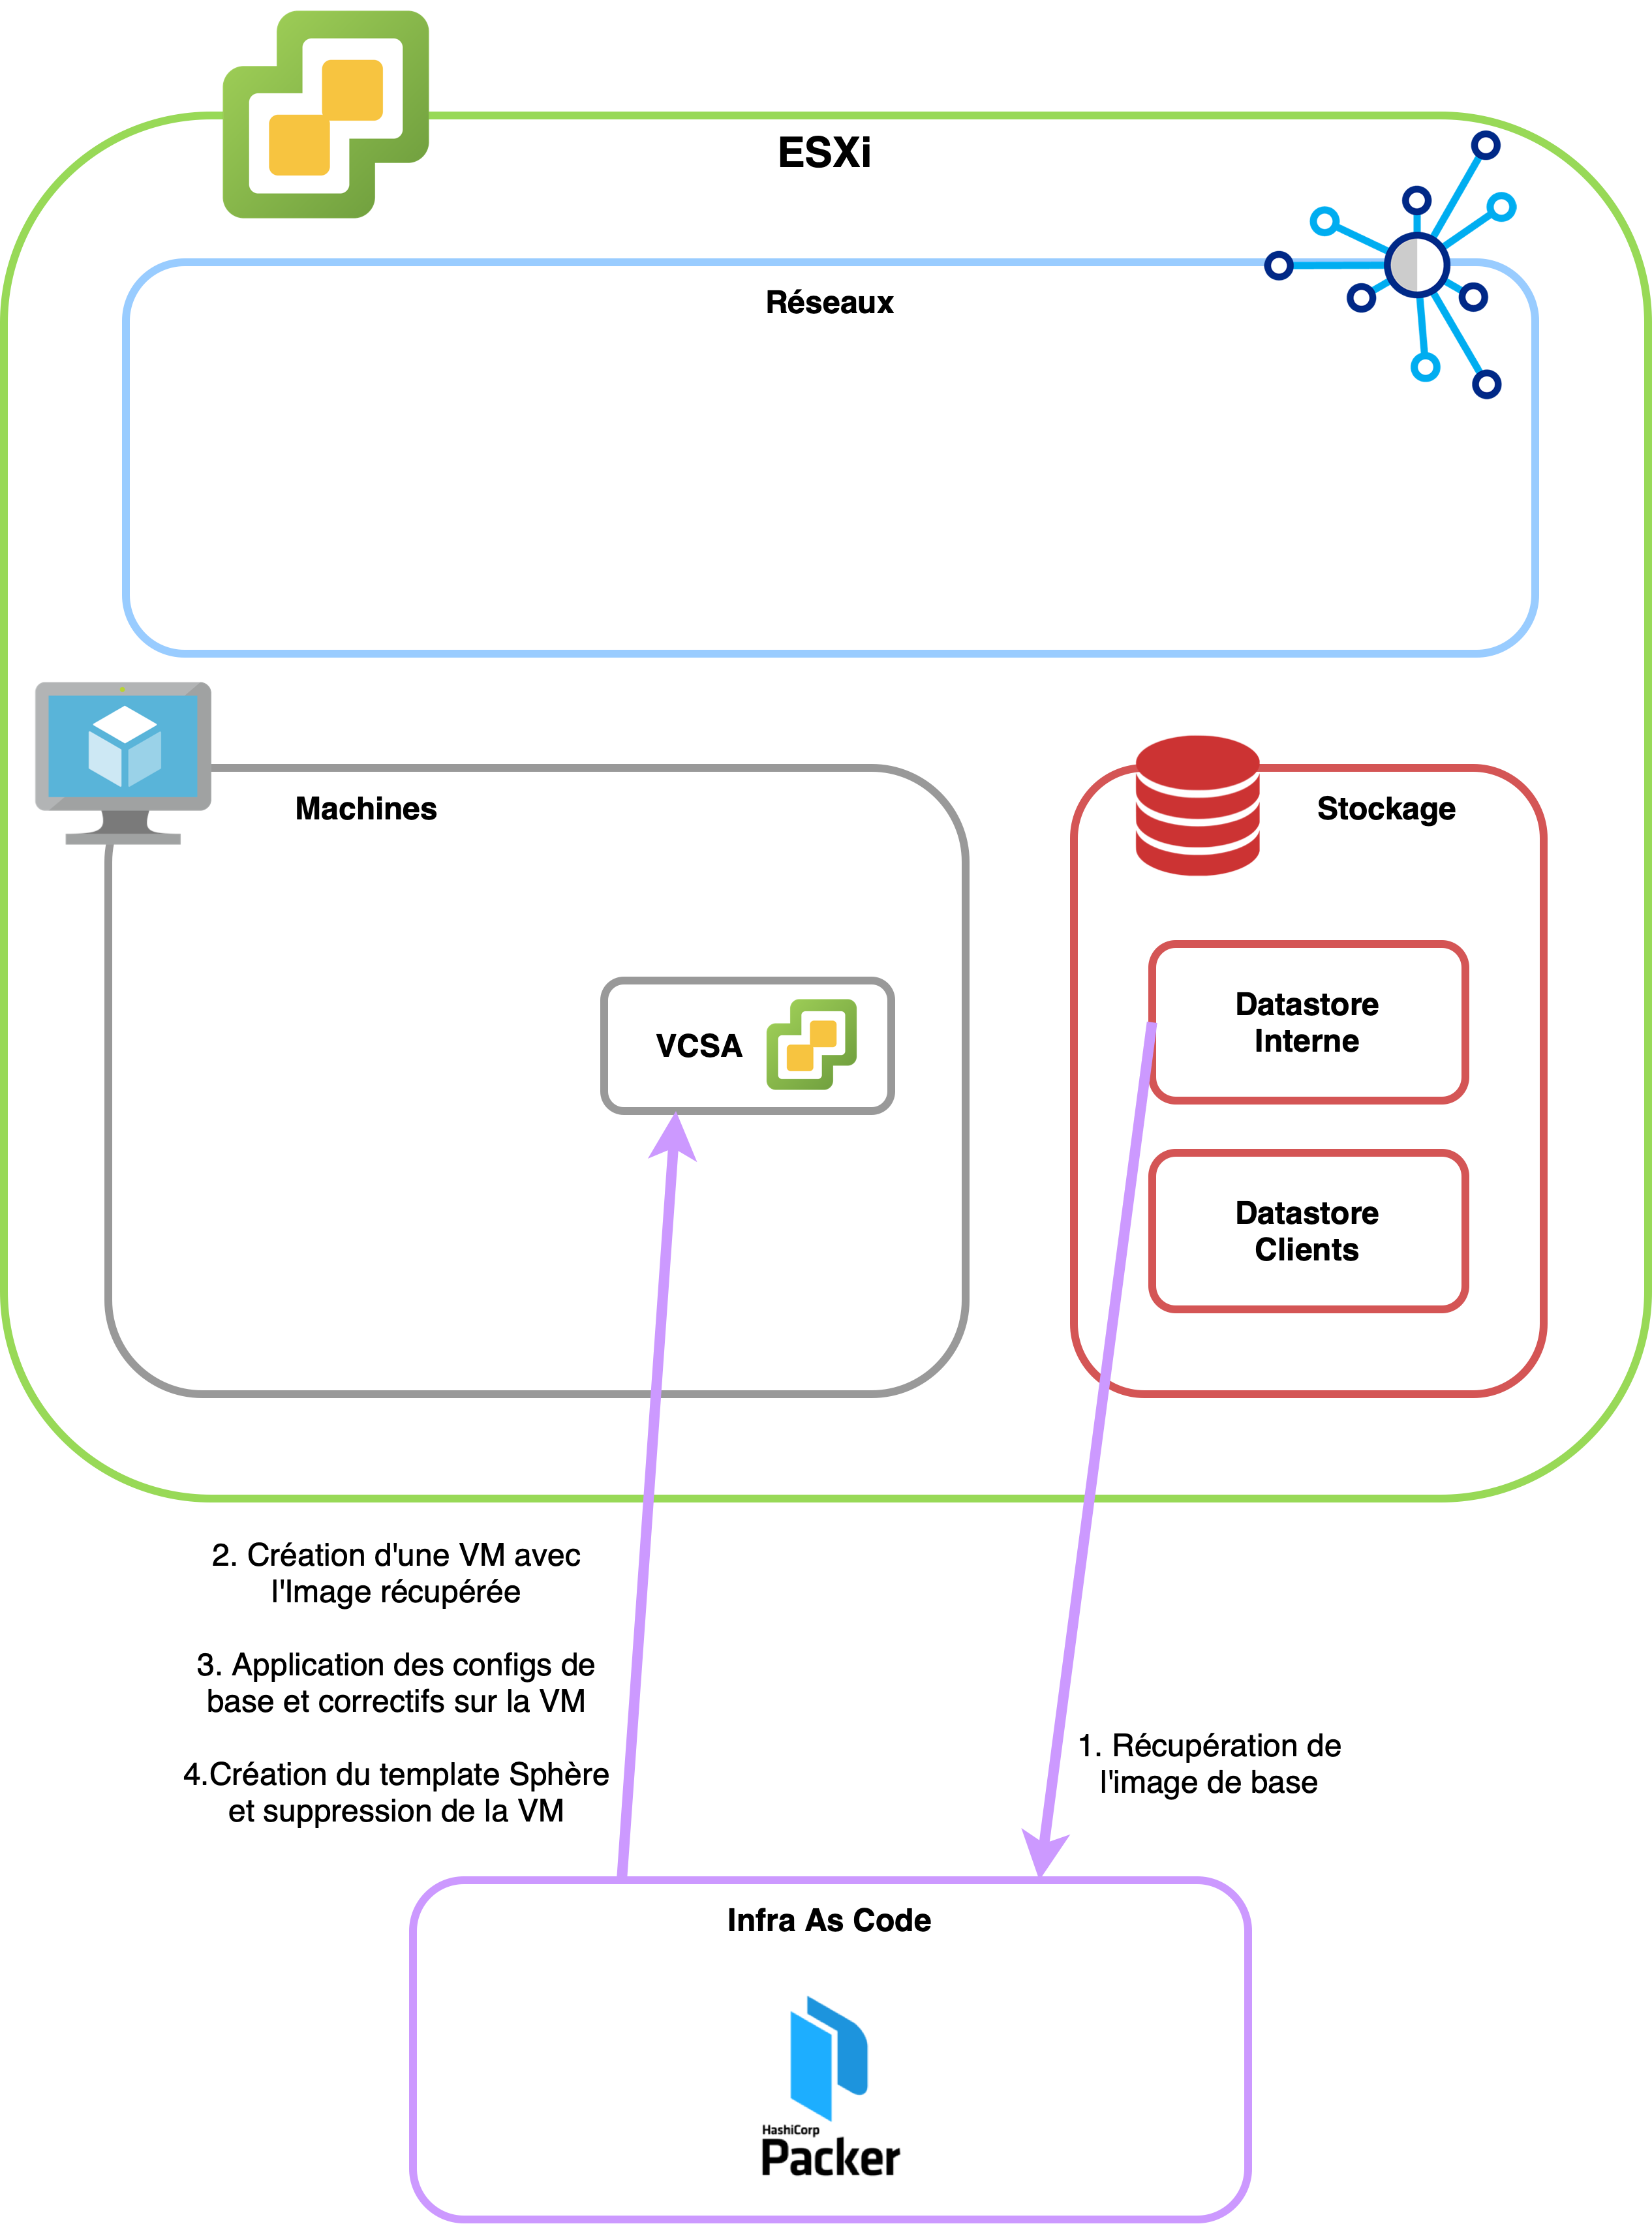 ESXi
Réseaux
Machines
Stockage
VCSA
Datastore
Interne
Datastore
Clients
2. Création d'une VM avec
l'Image récupérée
3. Application des configs de
base et correctifs sur la VM
4.Création du template Sphère
et suppression de la VM
1. Récupération de
l'image de base
Infra As Code
HashiCorp
Packer